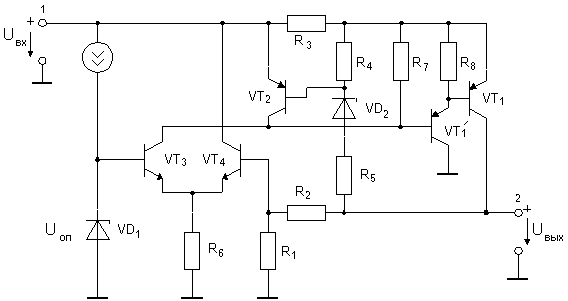 1
+
Uвх
R3
R4
R7
R8
VT2
VD2
VT1
VT1′
VT3
VT4
R5
R2
2
+
Uоп
VD1
R6
R1
Uвых